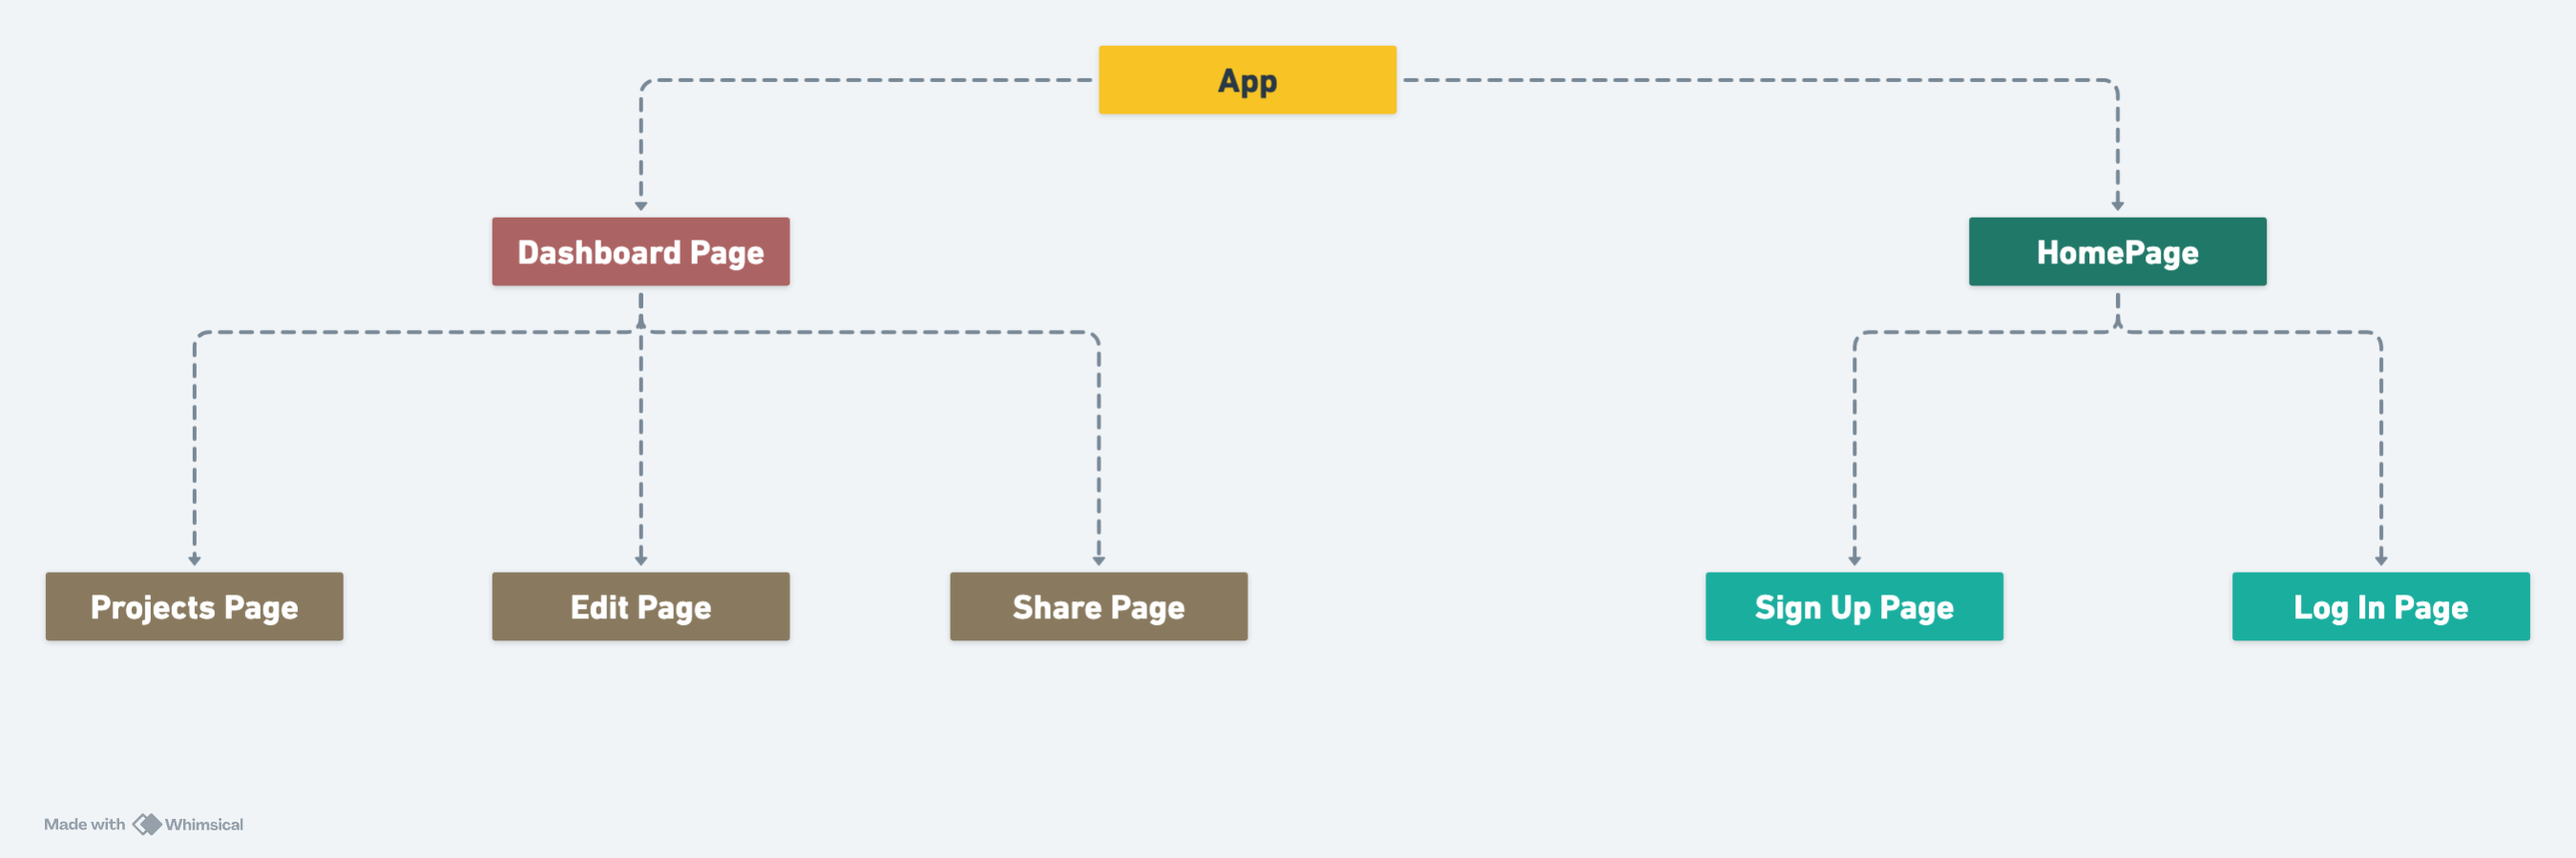 App
Dashboard Page
HomePage
Projects Page
Edit Page
Share Page
Sign Up Page
Log In Page
Made with Whimsical